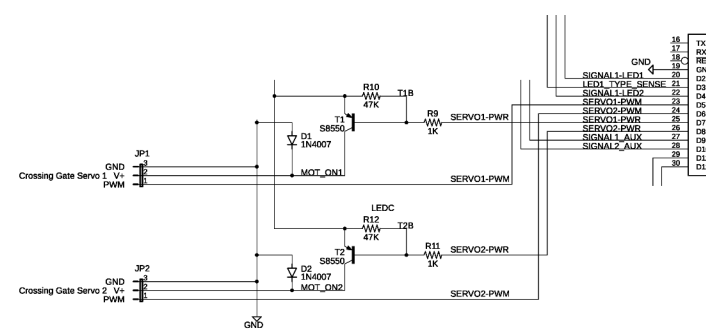 R10
47K
T1B
T1
S8550
R9
1K
SERVO1-PWR
D1
1N4007
JP1
GND 3
Crossing Gate Servo 1 V+ 2
PWM 1
MOT_ON1
SERVO1-PWM
LEDC
R12
47K
T2B
T2
S8550
R11
1K
SERVO2-PWR
D2
1N4007
JP2
GND 3
Crossing Gate Servo 2 V+ 2
PWM 1
MOT_ON2
SERVO2-PWM
GND
16 TX
17 RX
18 RE
GND 19 GN
SIGNAL1-LED1 20 D2
LED1_TYPE_SENSE 21 D3
SIGNAL1-LED2 22 D4
SERVO1-PWM 23 D5
SERVO2-PWM 24 D6
SERVO1-PWR 25 D7
SERVO2-PWR 26 D8
SIGNAL1_AUX 27 D9
SIGNAL2_AUX 28 D10
29 D1
30 D1